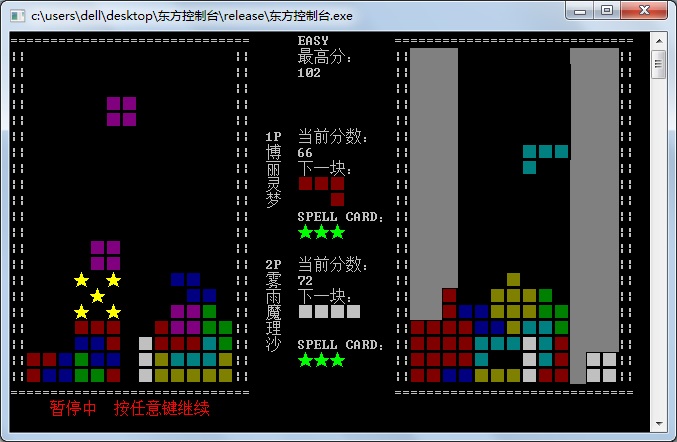 c:\users\dell\desktop\东方控制台\release\东方控制台.exe
EASY
最高分:
102
1P
博丽灵梦
当前分数:
66
下一块:
SPELL CARD:
★★★
2P
雾雨魔理沙
当前分数:
72
下一块:
SPELL CARD:
★★★
暂停中 按任意键继续